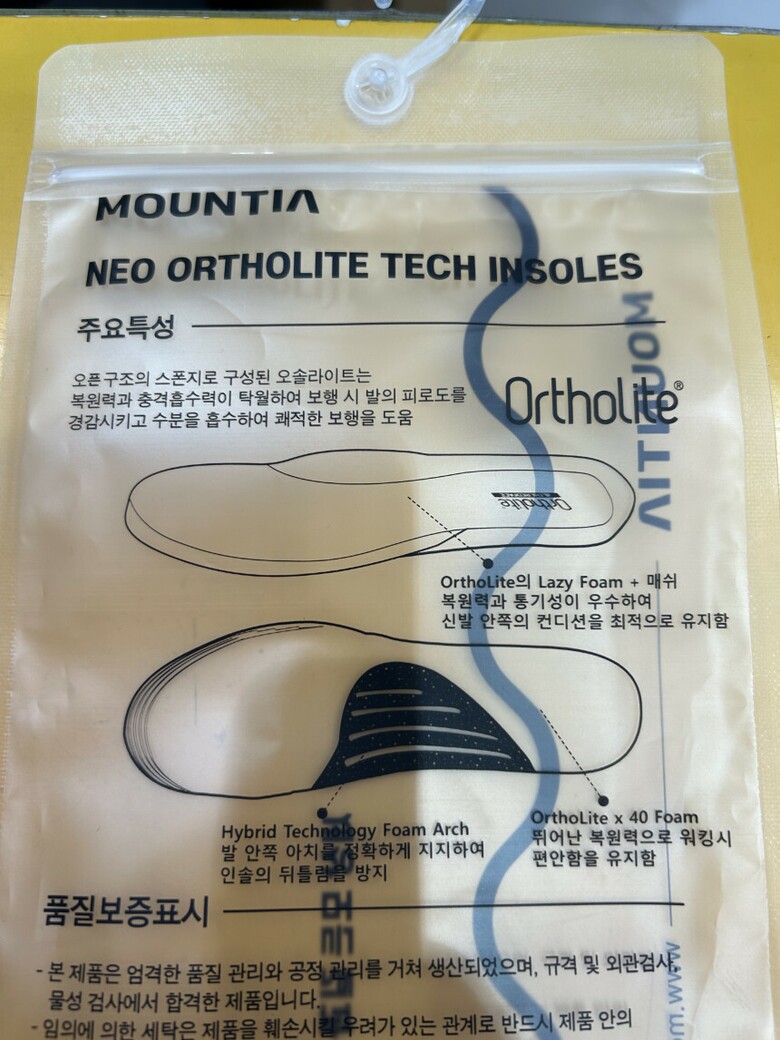 MOUNTIA
NEO ORTHOLITE TECH INSOLES
주요특성
오픈구조의 스폰지로 구성된 오솔라이트는
복원력과 충격흡수력이 탁월하여 보행 시 발의 피로도를
경감시키고 수분을 흡수하여 쾌적한 보행을 도움
Ortholite®
MOUNTIA
Ortholite
OrthoLite의 Lazy Foam + 매쉬
복원력과 통기성이 우수하여
신발 안쪽의 컨디션을 최적으로 유지함
Hybrid Technology Foam Arch
발 안쪽 아치를 정확하게 지지하여
인솔의 뒤틀림을 방지
OrthoLite x 40 Foam
뛰어난 복원력으로 워킹시
편안함을 유지함
품질보증표시
- 본 제품은 엄격한 품질 관리와 공정 관리를 거쳐 생산되었으며, 규격 및 외관검사,
물성 검사에서 합격한 제품입니다.
- 임의에 의한 세탁은 제품을 훼손시킬 우려가 있는 관계로 반드시 제품 안의